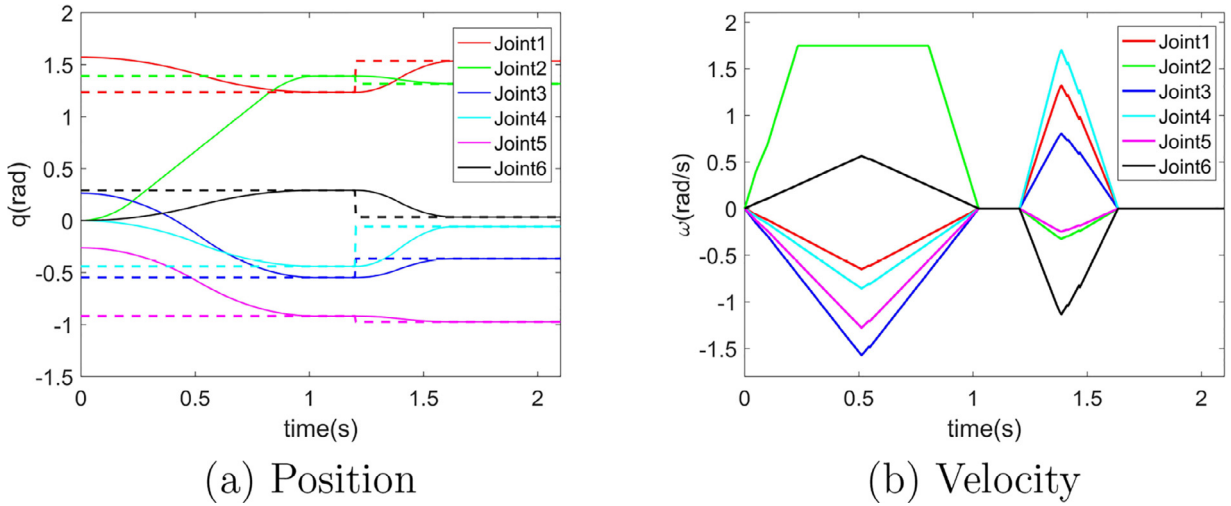 2
1.5
1
0.5
0
-0.5
-1
-1.5
q(rad)
0
0.5
1
1.5
2
time(s)
Joint1
Joint2
Joint3
Joint4
Joint5
Joint6
(a) Position
2
1.5
1
0.5
0
-0.5
-1
-1.5
ω(rad/s)
0
0.5
1
1.5
2
time(s)
Joint1
Joint2
Joint3
Joint4
Joint5
Joint6
(b) Velocity